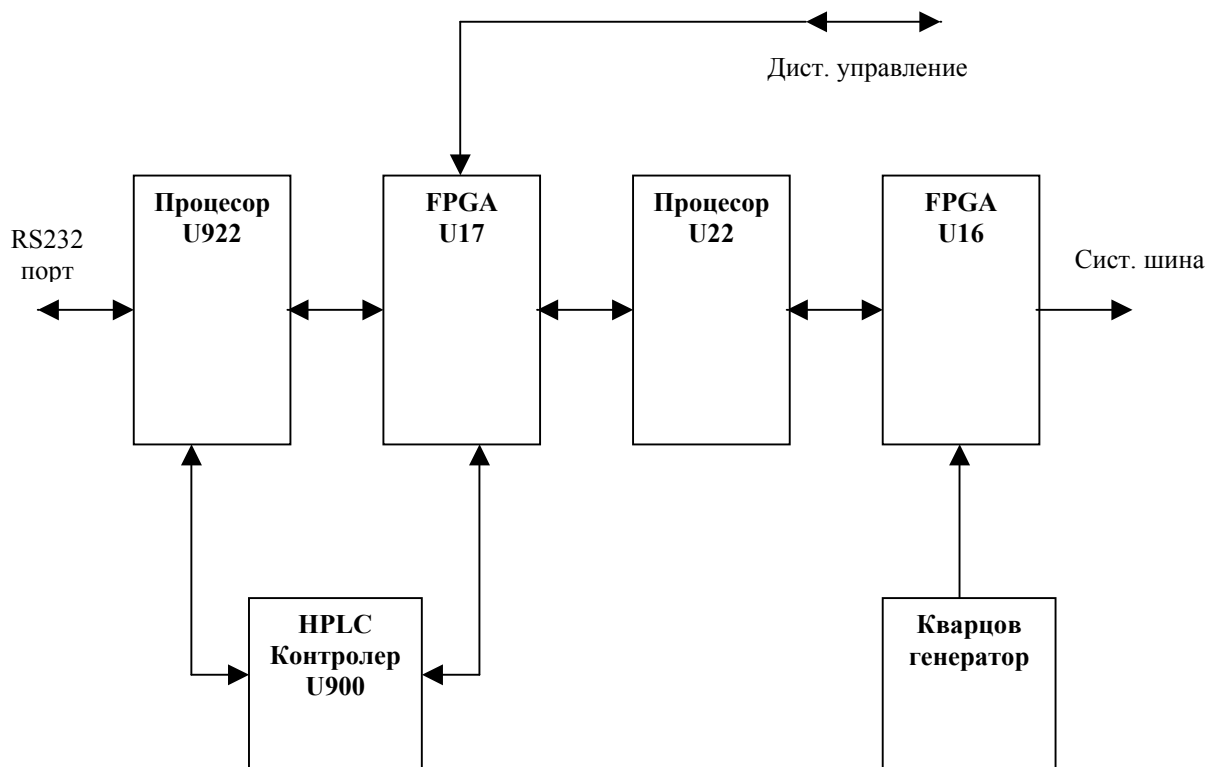 Дист. управление
Процесор
U922
FPGA
U17
Процесор
U22
FPGA
U16
RS232
порт
Сист. шина
HPLC
Контролер
U900
Кварцов
генератор